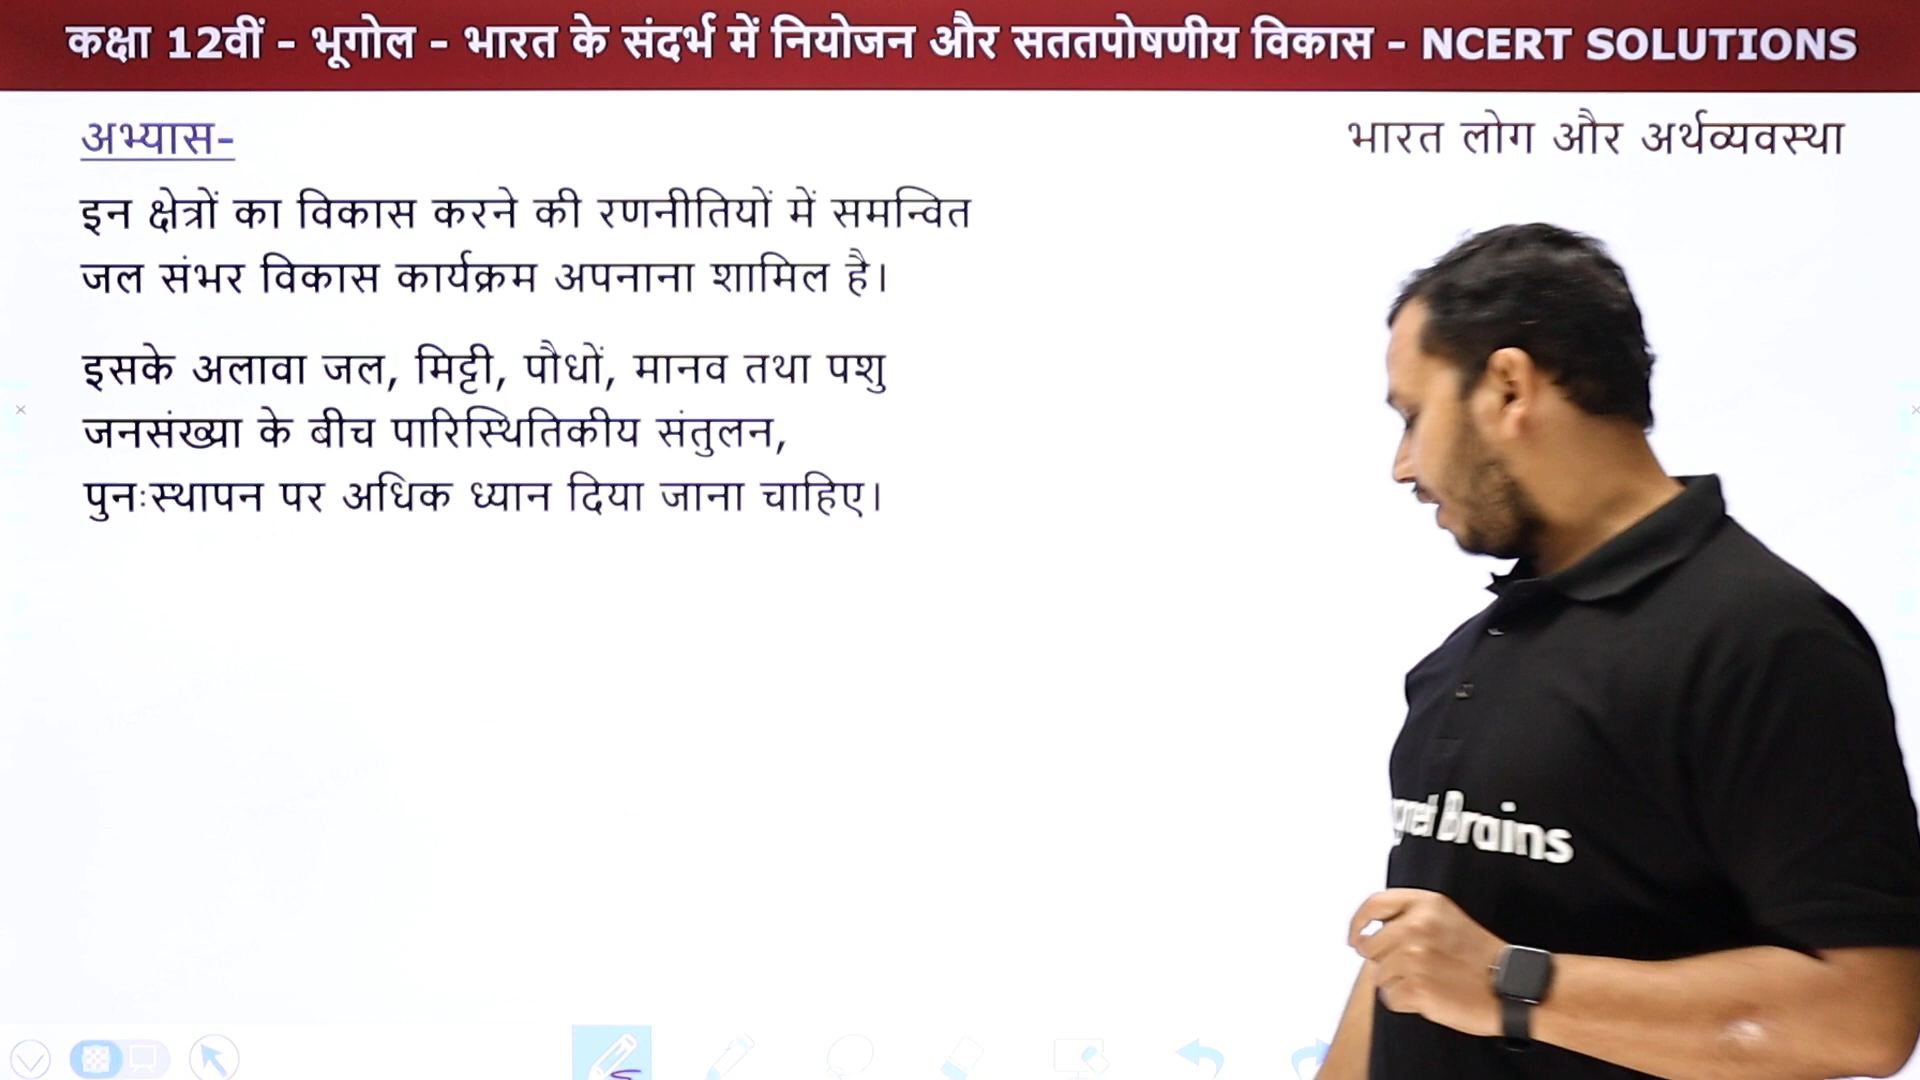 कक्षा 12वीं - भूगोल - भारत के संदर्भ में नियोजन और सततपोषणीय विकास - NCERT SOLUTIONS
अभ्यास-
भारत लोग और अर्थव्यवस्था
इन क्षेत्रों का विकास करने की रणनीतियों में समन्वित
जल संभर विकास कार्यक्रम अपनाना शामिल है।
इसके अलावा जल, मिट्टी, पौधों, मानव तथा पशु
जनसंख्या के बीच पारिस्थितिकीय संतुलन,
पुनःस्थापन पर अधिक ध्यान दिया जाना चाहिए।
Brains